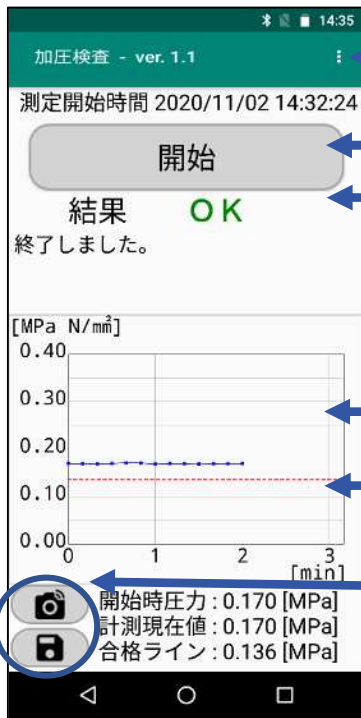 14:35
加圧検査 - ver. 1.1
測定開始時間 2020/11/02 14:32:24
開始
結果 OK
終了しました。
[MPa N/m㎡]
0.40
0.30
0.20
0.10
0.00
0 1 2 3
[min]
開始時圧力 : 0.170 [MPa]
計測現在値 : 0.170 [MPa]
合格ライン : 0.136 [MPa]